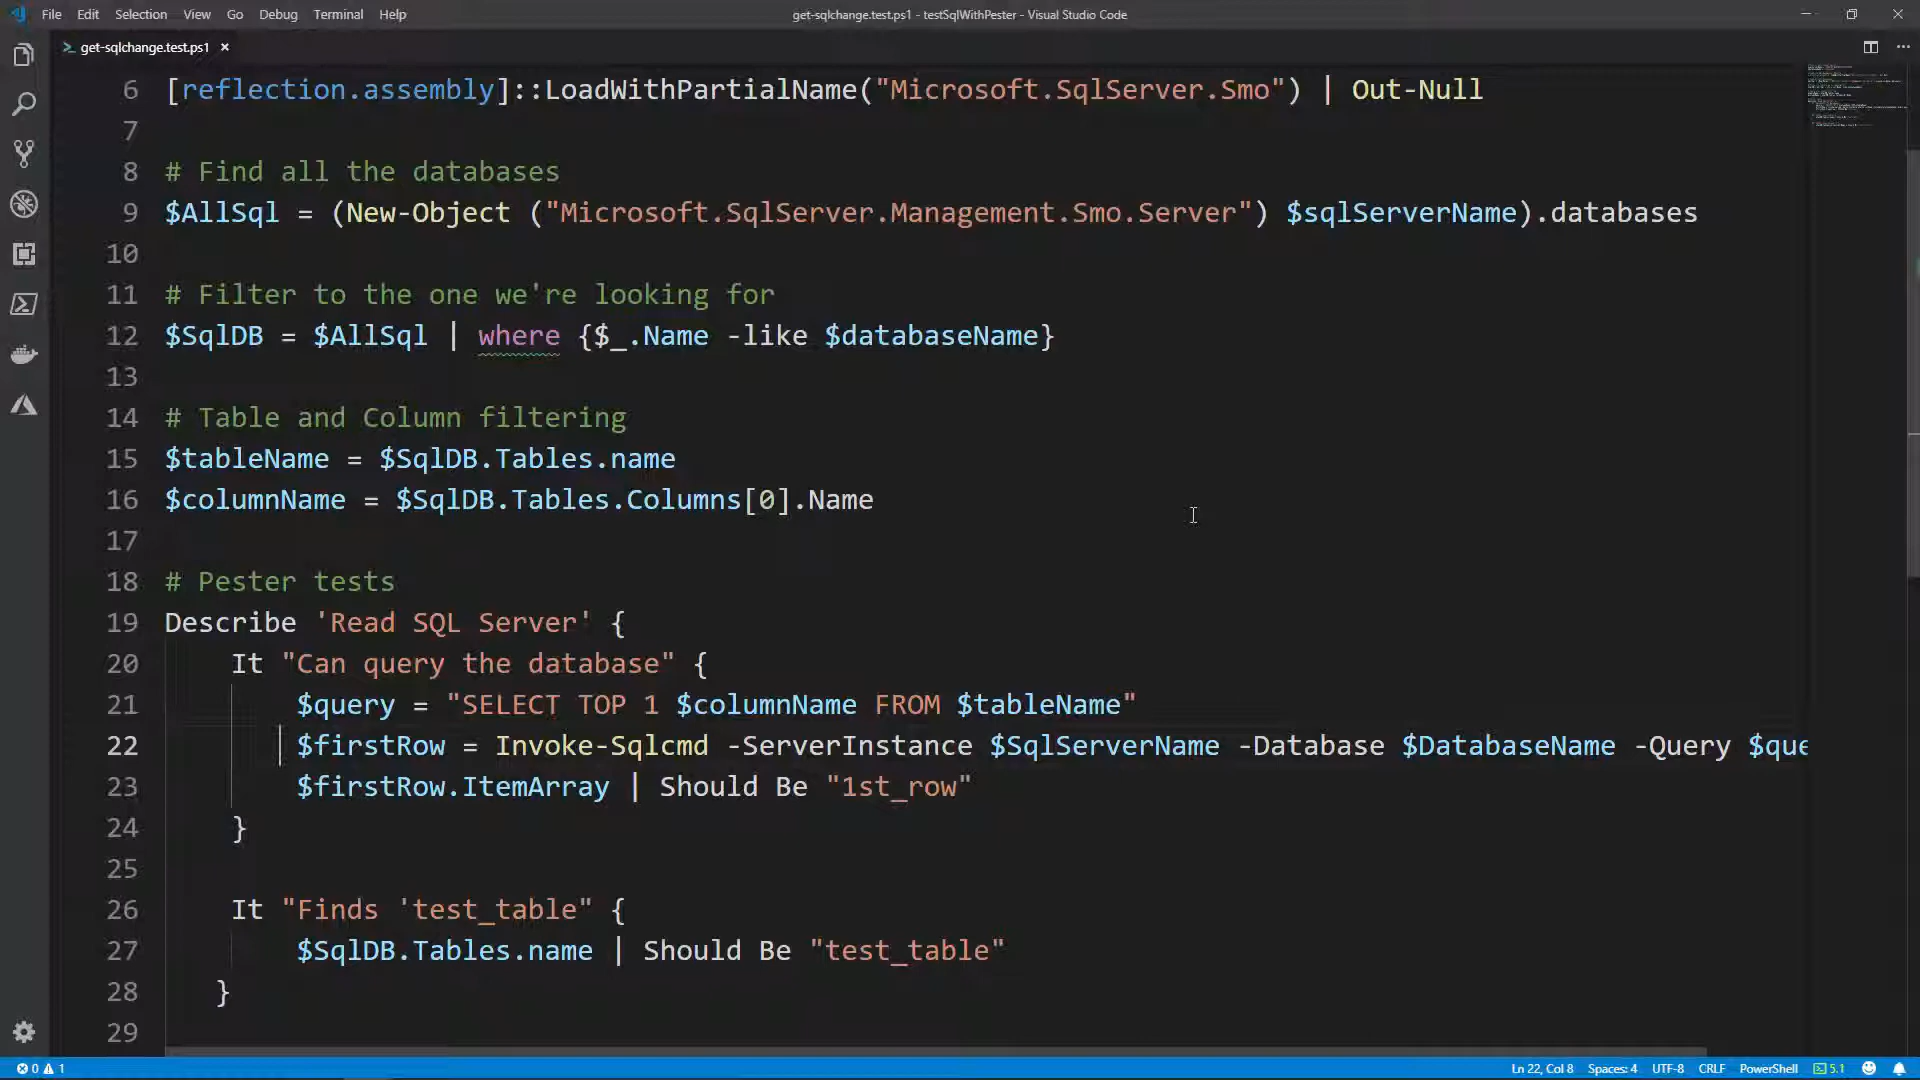 File Edit Selection View Go Debug Terminal Help
get-sqlchange.test.ps1 - testSqlWithPester - Visual Studio Code
get-sqlchange.test.ps1 ×
6 [reflection.assembly]::LoadWithPartialName("Microsoft.SqlServer.Smo") | Out-Null
7
8 # Find all the databases
9 $AllSql = (New-Object ("Microsoft.SqlServer.Management.Smo.Server") $sqlServerName).databases
10
11 # Filter to the one we're looking for
12 $SqlDB = $AllSql | where {$_.Name -like $databaseName}
13
14 # Table and Column filtering
15 $tableName = $SqlDB.Tables.name
16 $columnName = $SqlDB.Tables.Columns[0].Name
17
18 # Pester tests
19 Describe 'Read SQL Server' {
20 It "Can query the database" {
21 $query = "SELECT TOP 1 $columnName FROM $tableName"
22 $firstRow = Invoke-Sqlcmd -ServerInstance $SqlServerName -Database $DatabaseName -Query $que
23 $firstRow.ItemArray | Should Be "1st_row"
24 }
25
26 It "Finds 'test_table" {
27 $SqlDB.Tables.name | Should Be "test_table"
28 }
29
0 1 Ln 22, Col 8 Spaces: 4 UTF-8 CRLF PowerShell 5.1